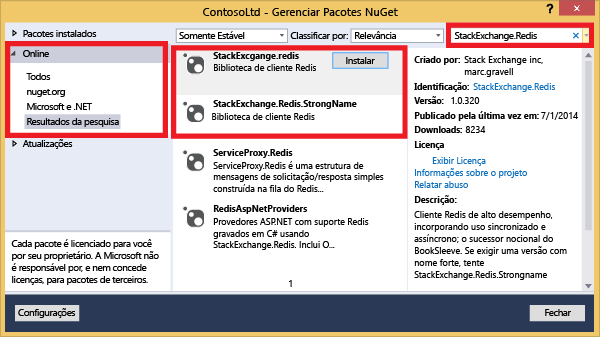 ContosoLtd - Gerenciar Pacotes NuGet
? ×
Pacotes instalados
Online
Todos
nuget.org
Microsoft e .NET
Resultados da pesquisa
Atualizações
Cada pacote é licenciado para você
por seu proprietário. A Microsoft não
é responsável por, e nem concede
licenças, para pacotes de terceiros.
Somente Estável
Classificar por: Relevância
StackExcgange.redis
Biblioteca de cliente Redis
Instalar
StackExchange.Redis.StrongName
Biblioteca de cliente Redis
ServiceProxy.Redis
ServiceProxy.Redis é uma estrutura de
mensagens de solicitação/resposta simples
construída na fila do Redis...
RedisAspNetProviders
Provedores ASP.NET com suporte Redis
gravados em C# usando
StackExchange.Redis. Inclui O...
1
StackExchange.Redis ×
Criado por: Stack Exchange inc,
marc.gravell
Identificação: StackExchange.Redis
Versão: 1.0.320
Publicado pela última vez em: 7/1/2014
Downloads: 8234
Licença
Exibir Licença
Informações sobre o projeto
Relatar abuso
Descrição:
Cliente Redis de alto desempenho,
incorporando uso sincronizado e
assíncrono; o sucessor nocional do
BookSleeve. Se exigir uma versão com
nome forte, tente
StackExchange.Redis.Strongname
Configurações
Fechar